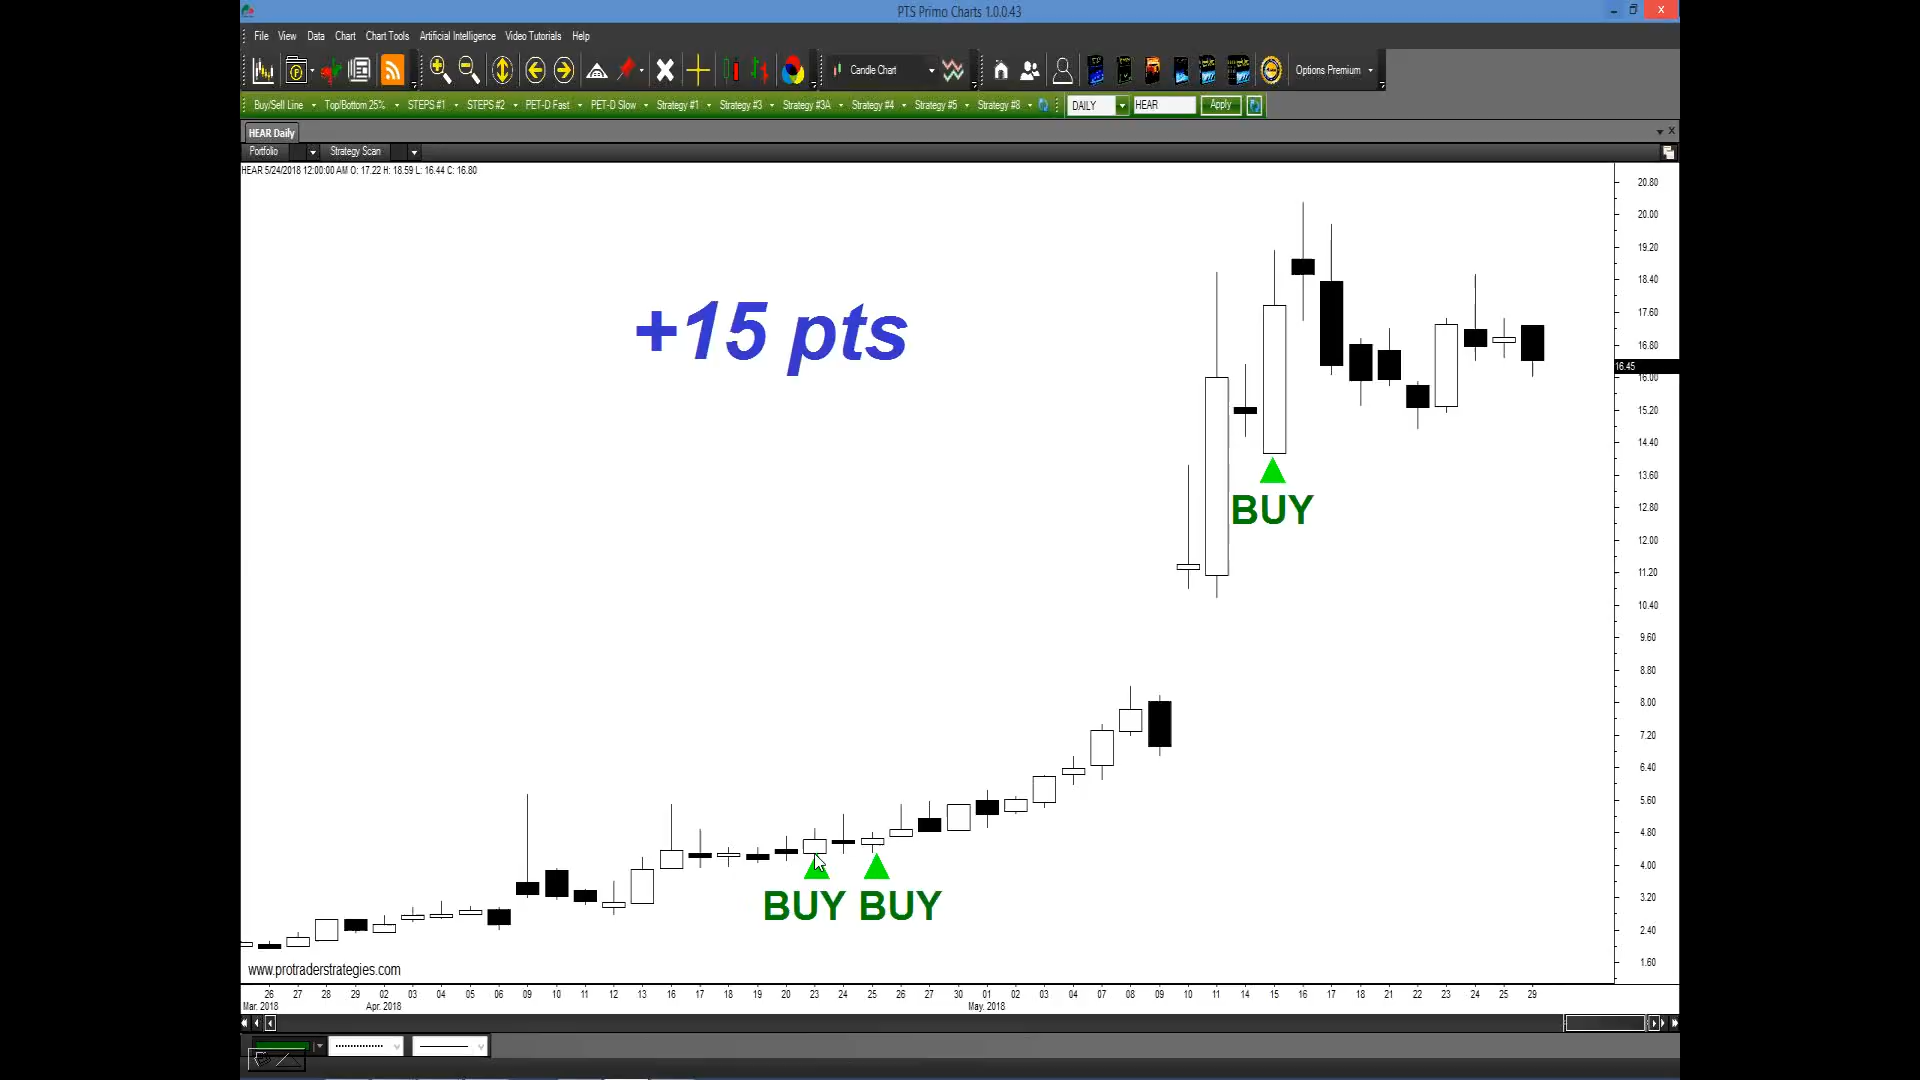 PTS Primo Charts 1.0.0.43
File View Data Chart Chart Tools Artificial Intelligence Video Tutorials Help
Candle Chart Options Premium
Buy/Sell Line Top/Bottom 25% STEPS #1 STEPS #2 PET-D Fast PET-D Slow Strategy #1 Strategy #3 Strategy #3A Strategy #4 Strategy #5 Strategy #8 DAILY HEAR Apply
HEAR Daily
Portfolio Strategy Scan
HEAR 5/24/2018 12:00:00 AM O: 17.22 H: 18.59 L: 16.44 C: 16.80
20.80
20.00
19.20
18.40
+15 pts
17.60
16.80
16.45
16.00
15.20
14.40
13.60
BUY
12.80
12.00
11.20
10.40
9.60
8.80
8.00
7.20
6.40
5.60
4.80
4.00
BUY BUY
3.20
2.40
1.60
www.protraderstrategies.com
26 27 28 29 02 03 04 05 06 09 10 11 12 13 16 17 18 19 20 23 24 25 26 27 30 01 02 03 04 07 08 09 10 11 14 15 16 17 18 21 22 23 24 25 29
Mar. 2018 Apr. 2018 May. 2018